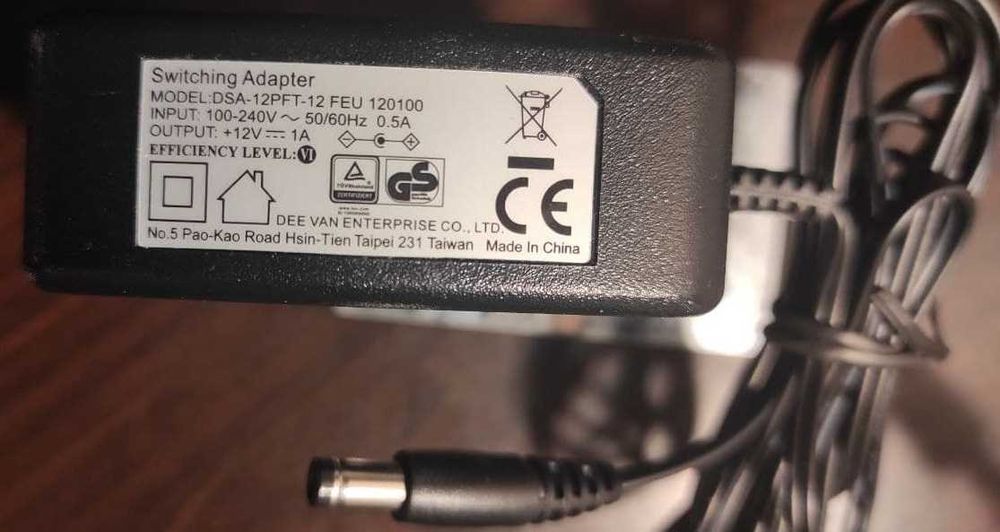 Switching Adapter
MODEL:DSA-12PFT-12 FEU 120100
INPUT: 100-240V ~ 50/60Hz 0.5A
OUTPUT: +12V ⎓ 1A
EFFICIENCY LEVEL:VI
TÜVRheinland
ZERTIFIZIERT
GS
CE
DEE VAN ENTERPRISE CO., LTD.
No.5 Pao-Kao Road Hsin-Tien Taipei 231 Taiwan Made In China